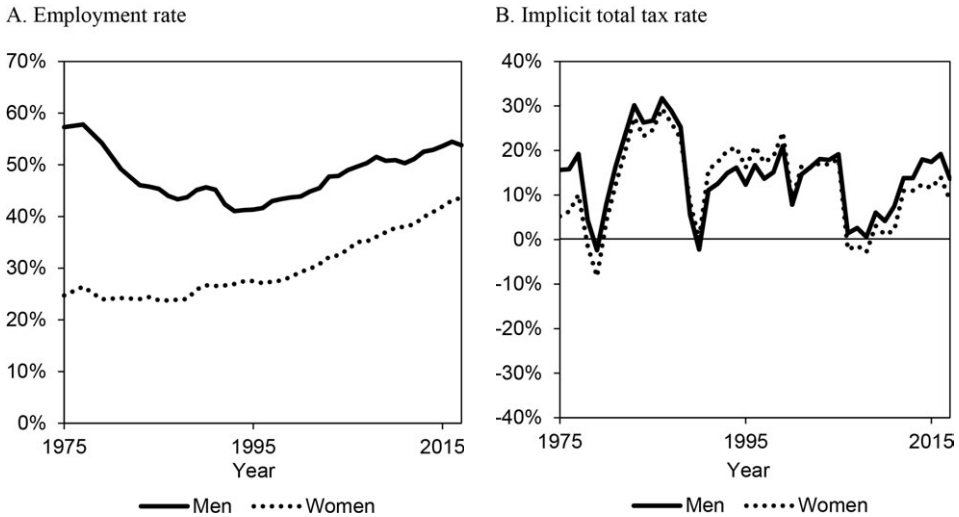 A. Employment rate
70%
60%
50%
40%
30%
20%
10%
0%
1975
1995
2015
Year
Men
Women
B. Implicit total tax rate
40%
30%
20%
10%
0%
-10%
-20%
-30%
-40%
1975
1995
2015
Year
Men
Women